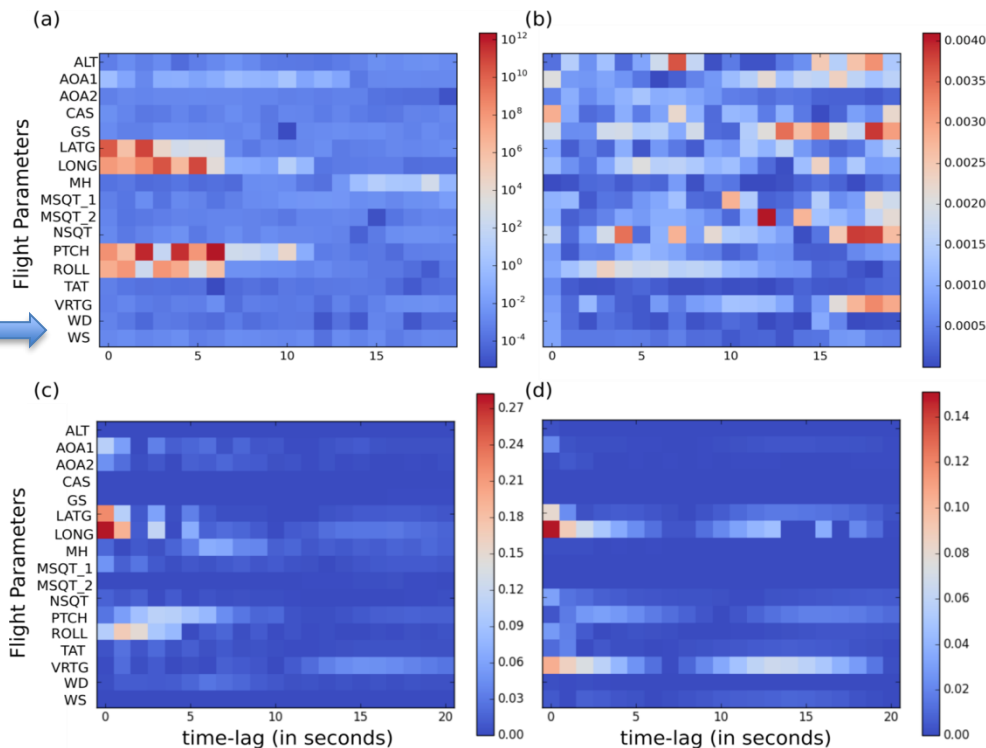 (a)
(b)
ALT
AOA1
AOA2
CAS
GS
LATG
LONG
MH
MSQT_1
MSQT_2
NSQT
PTCH
ROLL
TAT
VRTG
WD
WS
Flight Parameters
0 5 10 15
10^12
10^10
10^8
10^6
10^4
10^2
10^0
10^-2
10^-4
0 5 10 15
0.0040
0.0035
0.0030
0.0025
0.0020
0.0015
0.0010
0.0005
(c)
(d)
ALT
AOA1
AOA2
CAS
GS
LATG
LONG
MH
MSQT_1
MSQT_2
NSQT
PTCH
ROLL
TAT
VRTG
WD
WS
Flight Parameters
0 5 10 15 20
time-lag (in seconds)
0.27
0.24
0.21
0.18
0.15
0.12
0.09
0.06
0.03
0.00
0 5 10 15 20
time-lag (in seconds)
0.14
0.12
0.10
0.08
0.06
0.04
0.02
0.00